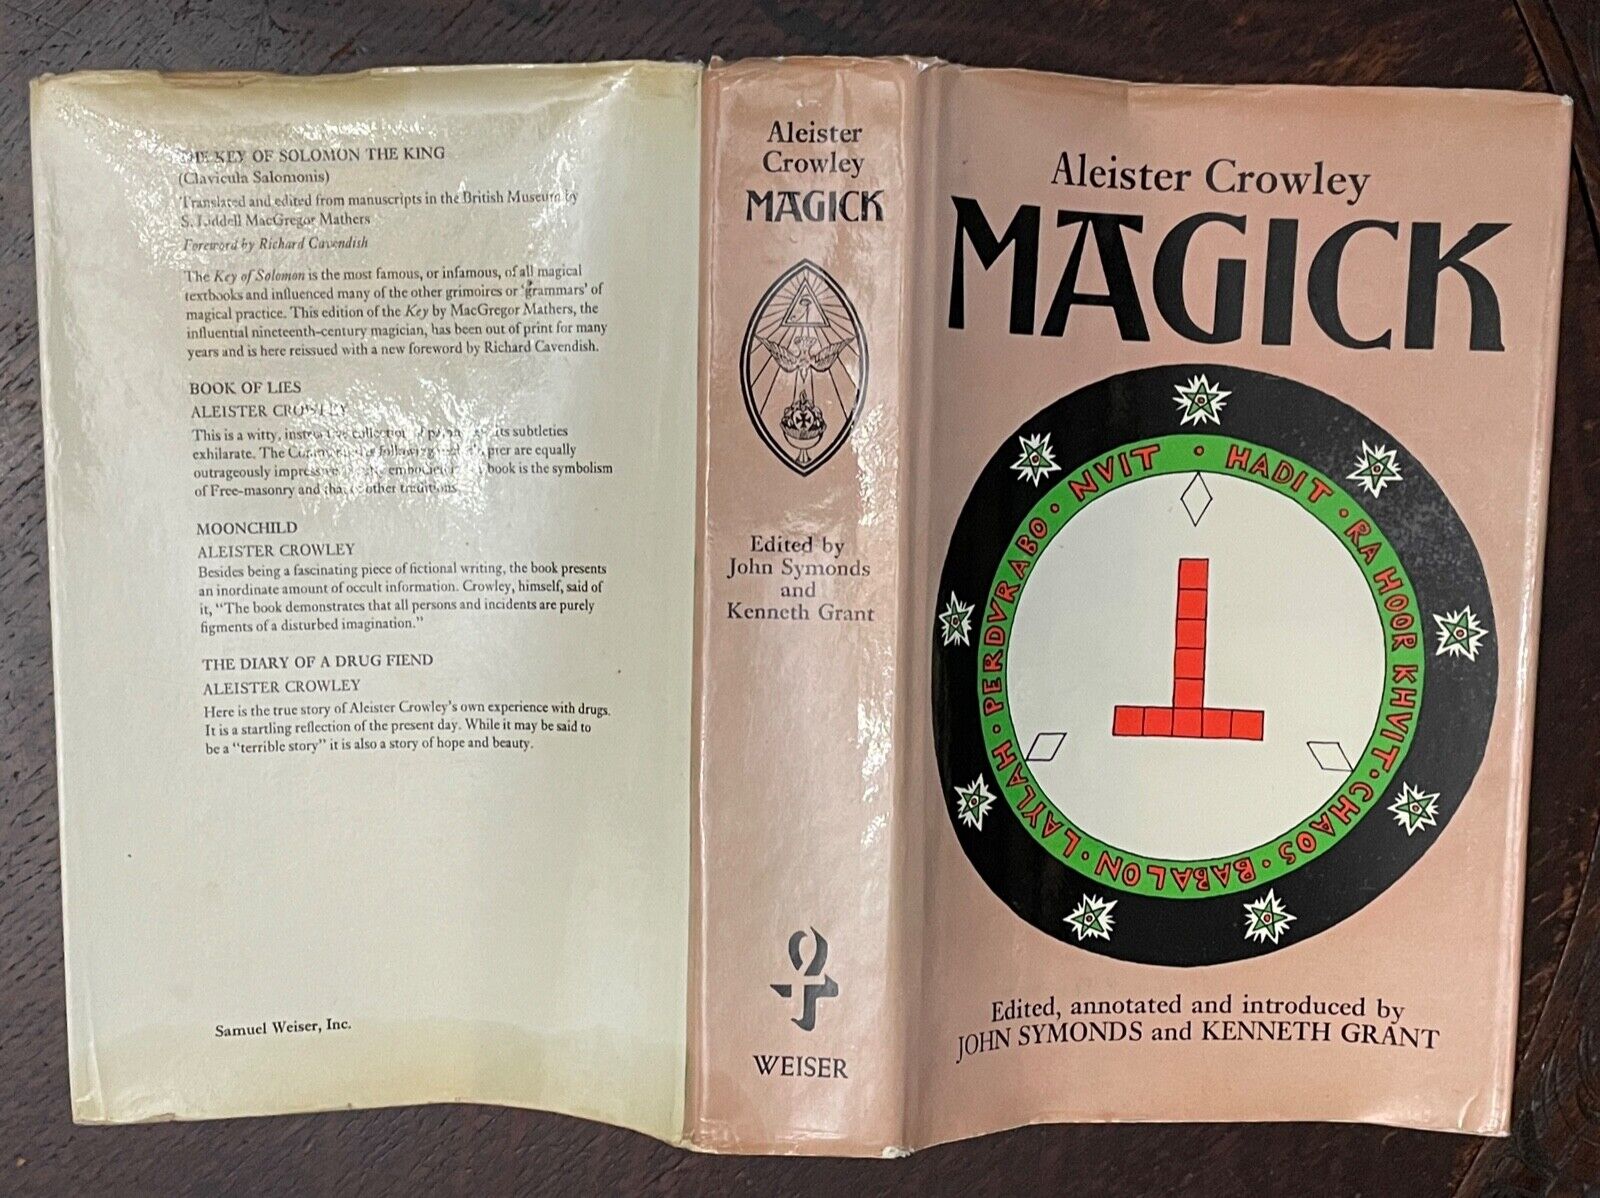 THE KEY OF SOLOMON THE KING
(Clavicula Salomonis)
Translated and edited from manuscripts in the British Museum by
S. Liddell MacGregor Mathers
Foreword by Richard Cavendish
The Key of Solomon is the most famous, or infamous, of all magical
textbooks and influenced many of the other grimoires or 'grammars' of
magical practice. This edition of the Key by MacGregor Mathers, the
influential nineteenth-century magician, has been out of print for many
years and is here reissued with a new foreword by Richard Cavendish.
BOOK OF LIES
ALEISTER CROWLEY
This is a witty, instructive collection of its subtleties
exhilarate. The following are equally
outrageously impressive book is the symbolism
of Free-masonry and other traditions.
MOONCHILD
ALEISTER CROWLEY
Besides being a fascinating piece of fictional writing, the book presents
an inordinate amount of occult information. Crowley, himself, said of
it, "The book demonstrates that all persons and incidents are purely
figments of a disturbed imagination."
THE DIARY OF A DRUG FIEND
ALEISTER CROWLEY
Here is the true story of Aleister Crowley's own experience with drugs.
It is a startling reflection of the present day. While it may be said to
be a "terrible story" it is also a story of hope and beauty.
Samuel Weiser, Inc.
Aleister
Crowley
MAGICK
Edited by
John Symonds
and
Kenneth Grant
WEISER
Aleister Crowley
MAGICK
NVIT · HADIT · RA HOOR KHVIT · CHAOS · BABALON · LAYLAH · PERDVRABO ·
Edited, annotated and introduced by
JOHN SYMONDS and KENNETH GRANT